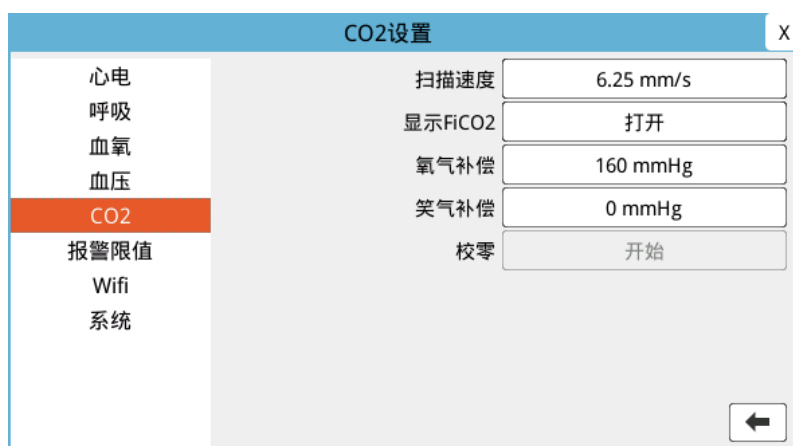 CO2设置
X
心电
呼吸
血氧
血压
CO2
报警限值
Wifi
系统
扫描速度 6.25 mm/s
显示FiCO2 打开
氧气补偿 160 mmHg
笑气补偿 0 mmHg
校零 开始